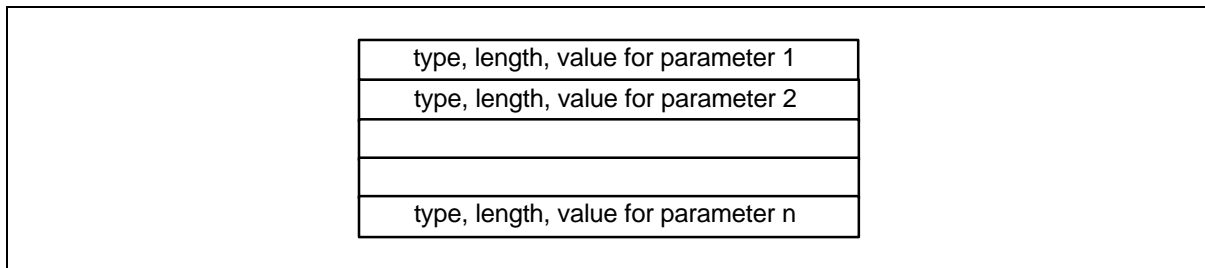 type, length, value for parameter 1
type, length, value for parameter 2
type, length, value for parameter n